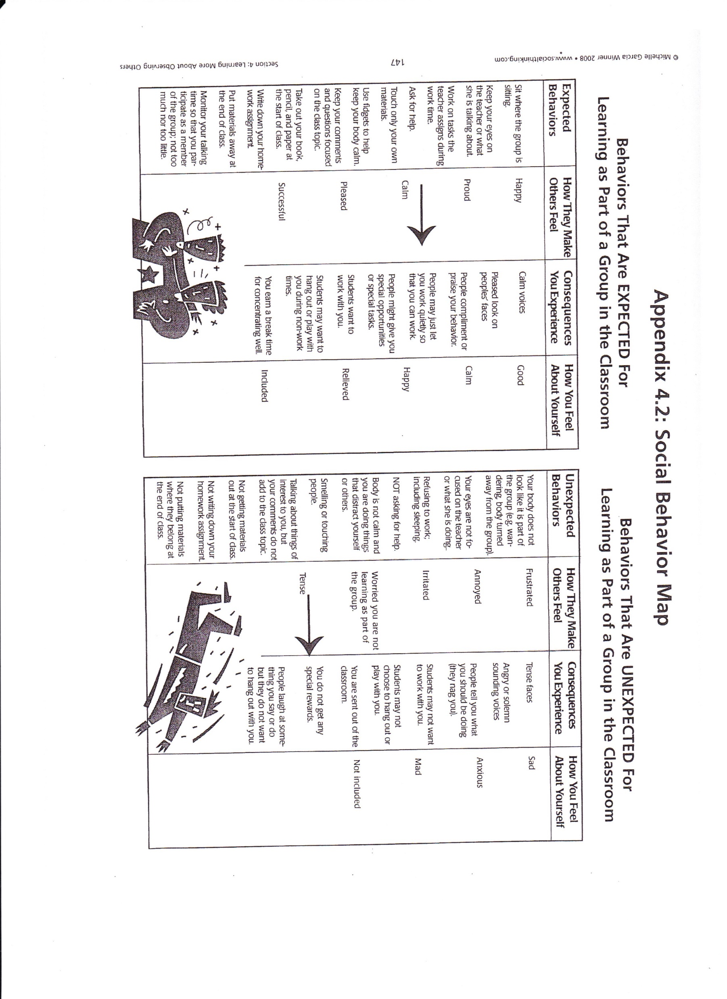 Appendix 4.2: Social Behavior Map
Behaviors That Are EXPECTED For
Learning as Part of a Group in the Classroom
Expected
Behaviors
How They Make
Others Feel
Consequences
You Experience
How You Feel
About Yourself
Sit where the group is
sitting.
Keep your eyes on
the teacher or what
she is talking about.
Work on tasks the
teacher assigns during
work time.
Ask for help.
Touch only your own
materials.
Use fidgets to help
keep your body calm.
Keep your comments
and questions focused
on the class topic.
Take out your book,
pencil, and paper at
the start of class.
Write down your home-
work assignment.
Put materials away at
the end of class.
Monitor your talking
time so that you par-
ticipate as a member
of the group; not too
much nor too little.
Happy
Proud
Calm
Pleased
Successful
Calm voices
Pleased look on
peoples' faces
People compliment or
praise your behavior.
People may just let
you work quietly so
that you can work.
People might give you
special opportunities
or special tasks.
Students want to
work with you.
Students may want to
hang out or play with
you during non-work
times.
You earn a break time
for concentrating well.
Good
Calm
Happy
Relieved
Included
Behaviors That Are UNEXPECTED For
Learning as Part of a Group in the Classroom
Unexpected
Behaviors
How They Make
Others Feel
Consequences
You Experience
How You Feel
About Yourself
Your body does not
look like it is part of
the group (e.g. wan-
dering, body turned
away from the group).
Your eyes are not fo-
cused on the teacher
or what she is doing..
Refusing to work;
including sleeping.
NOT asking for help.
Body is not calm and
you are doing things
that distract yourself
or others.
Smelling or touching
people.
Talking about things of
interest to you, but
your comments do not
add to the class topic.
Not getting materials
out at the start of class.
Not writing down your
homework assignment.
Not putting materials
where they belong at
the end of class.
Frustrated
Annoyed
Irritated
Worried you are not
learning as part of
the group.
Tense
Tense faces
Angry or solemn
sounding voices
People tell you what
you should be doing
(they nag you).
Students may not want
to work with you.
Students may not
choose to hang out or
play with you.
You are sent out of the
classroom.
You do not get any
special rewards.
People laugh at some-
thing you say or do
but they do not want
to hang out with you.
Sad
Anxious
Mad
Not included
© Michelle Garcia Winner 2008 • www.socialthinking.com
147
Section 4: Learning More About Observing Others